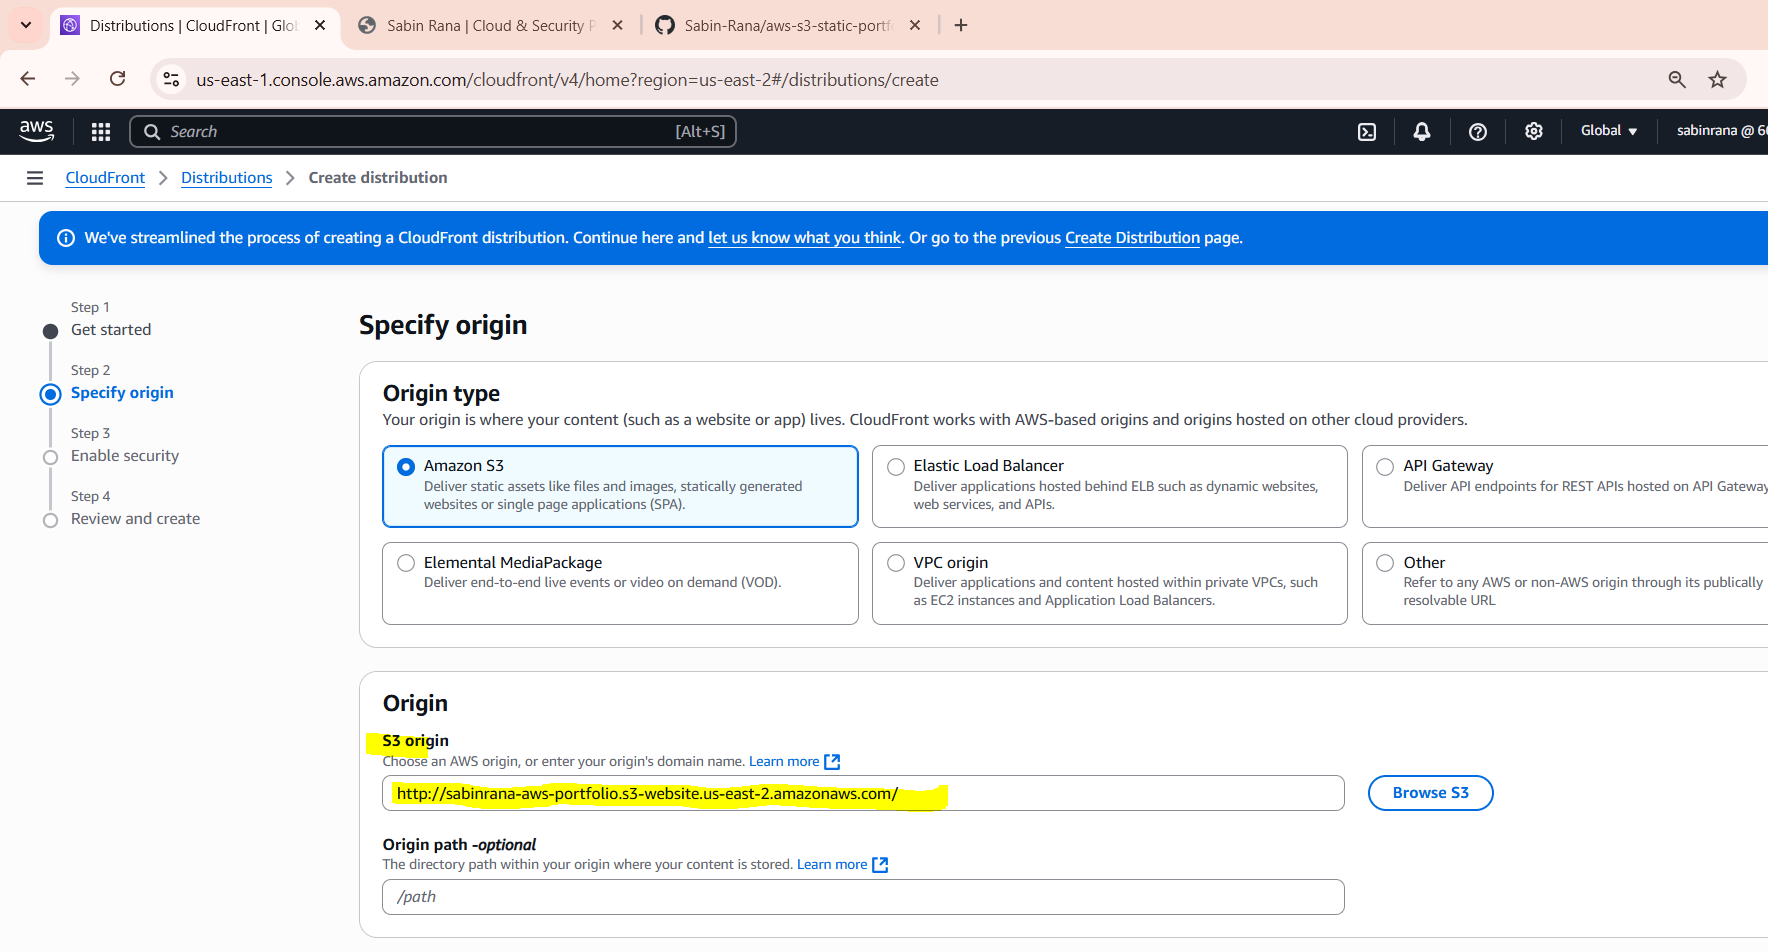 Distributions | CloudFront | Glo
Sabin Rana | Cloud & Security P
Sabin-Rana/aws-s3-static-portf
us-east-1.console.aws.amazon.com/cloudfront/v4/home?region=us-east-2#/distributions/create
aws
Search
[Alt+S]
Global
sabinrana @ 6
CloudFront
Distributions
Create distribution
We've streamlined the process of creating a CloudFront distribution. Continue here and let us know what you think. Or go to the previous Create Distribution page.
Step 1
Get started
Step 2
Specify origin
Step 3
Enable security
Step 4
Review and create
Specify origin
Origin type
Your origin is where your content (such as a website or app) lives. CloudFront works with AWS-based origins and origins hosted on other cloud providers.
Amazon S3
Deliver static assets like files and images, statically generated
websites or single page applications (SPA).
Elastic Load Balancer
Deliver applications hosted behind ELB such as dynamic websites,
web services, and APIs.
API Gateway
Deliver API endpoints for REST APIs hosted on API Gateway
Elemental MediaPackage
Deliver end-to-end live events or video on demand (VOD).
VPC origin
Deliver applications and content hosted within private VPCs, such
as EC2 instances and Application Load Balancers.
Other
Refer to any AWS or non-AWS origin through its publically
resolvable URL
Origin
S3 origin
Choose an AWS origin, or enter your origin's domain name. Learn more
http://sabinrana-aws-portfolio.s3-website.us-east-2.amazonaws.com/
Browse S3
Origin path -optional
The directory path within your origin where your content is stored. Learn more
/path